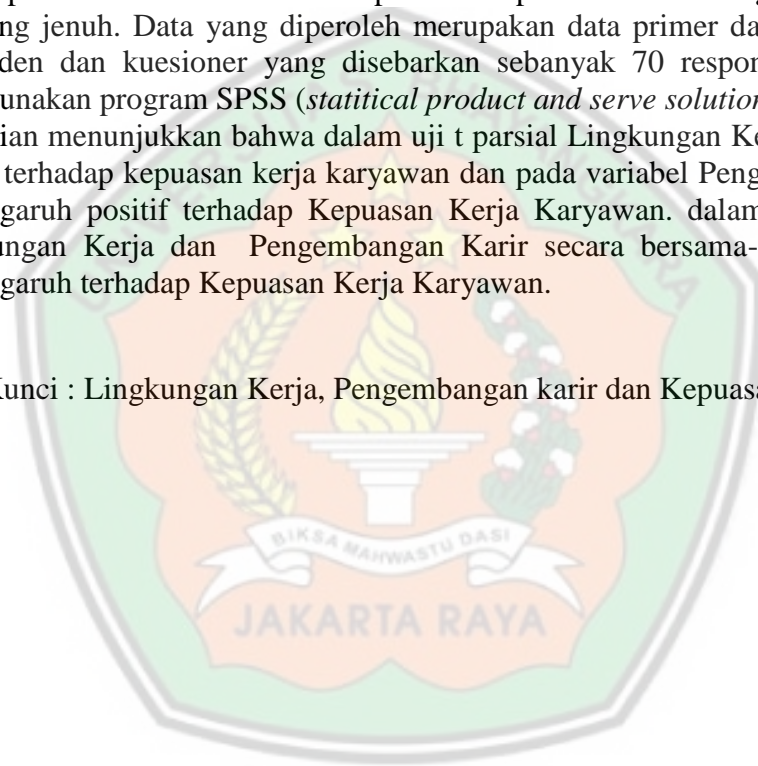 ng jenuh. Data yang diperoleh merupakan data primer da
den dan kuesioner yang disebarkan sebanyak 70 respon
unakan program SPSS (statitical product and serve solution
ian menunjukkan bahwa dalam uji t parsial Lingkungan Ke
terhadap kepuasan kerja karyawan dan pada variabel Peng
garuh positif terhadap Kepuasan Kerja Karyawan. dalam
ungan Kerja dan Pengembangan Karir secara bersama-
garuh terhadap Kepuasan Kerja Karyawan.
Kunci : Lingkungan Kerja, Pengembangan karir dan Kepuasa
BIKSA MAHWASTU DASI
JAKARTA RAYA